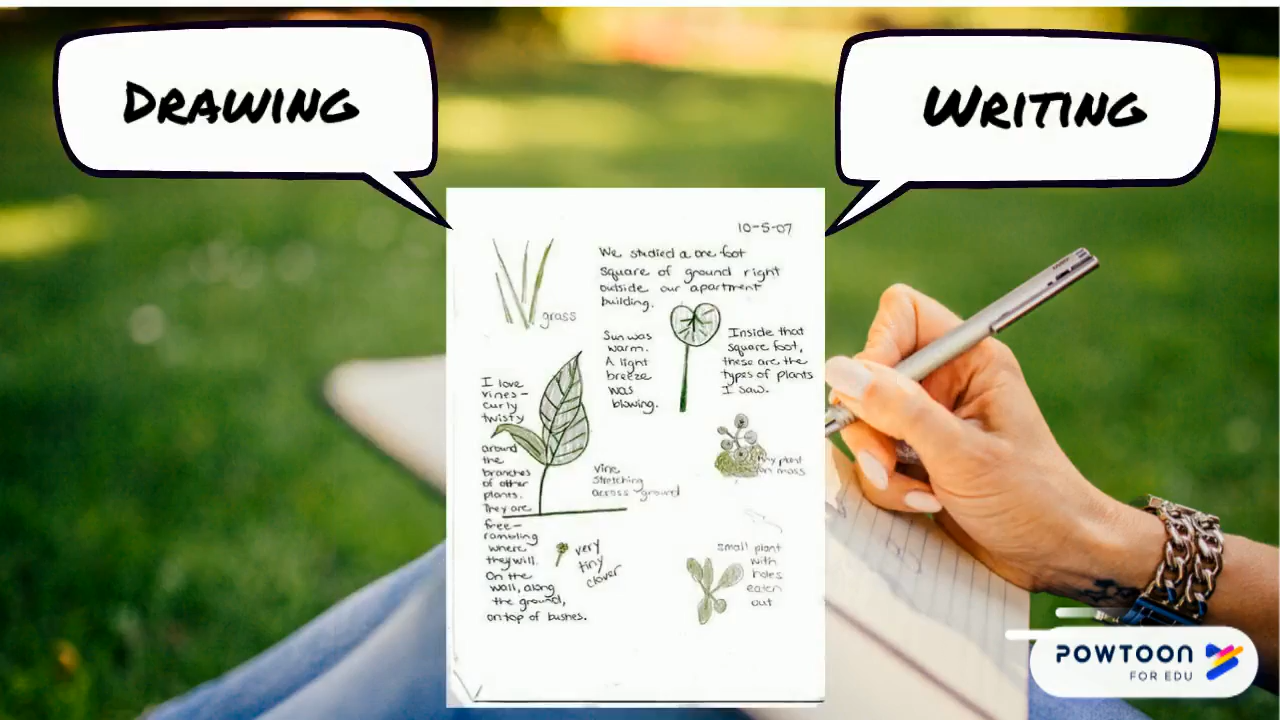 DRAWING
WRITING
10-5-07
We studied a one foot
square of ground right
outside our apartment
building.
grass
Sun was
warm.
A light
breeze
was
blowing.
Inside that
square foot,
these are the
types of plants
I saw.
I love
vines-
curly
twisty
around
the
branches
of other
plants.
They are
free-
rambling
where
they will.
On the
wall, along
the ground,
on top of bushes.
vine
stretching
across ground
tiny plant
on moss
very
tiny
clover
small plant
with
holes
eaten
out
POWTOON
FOR EDU